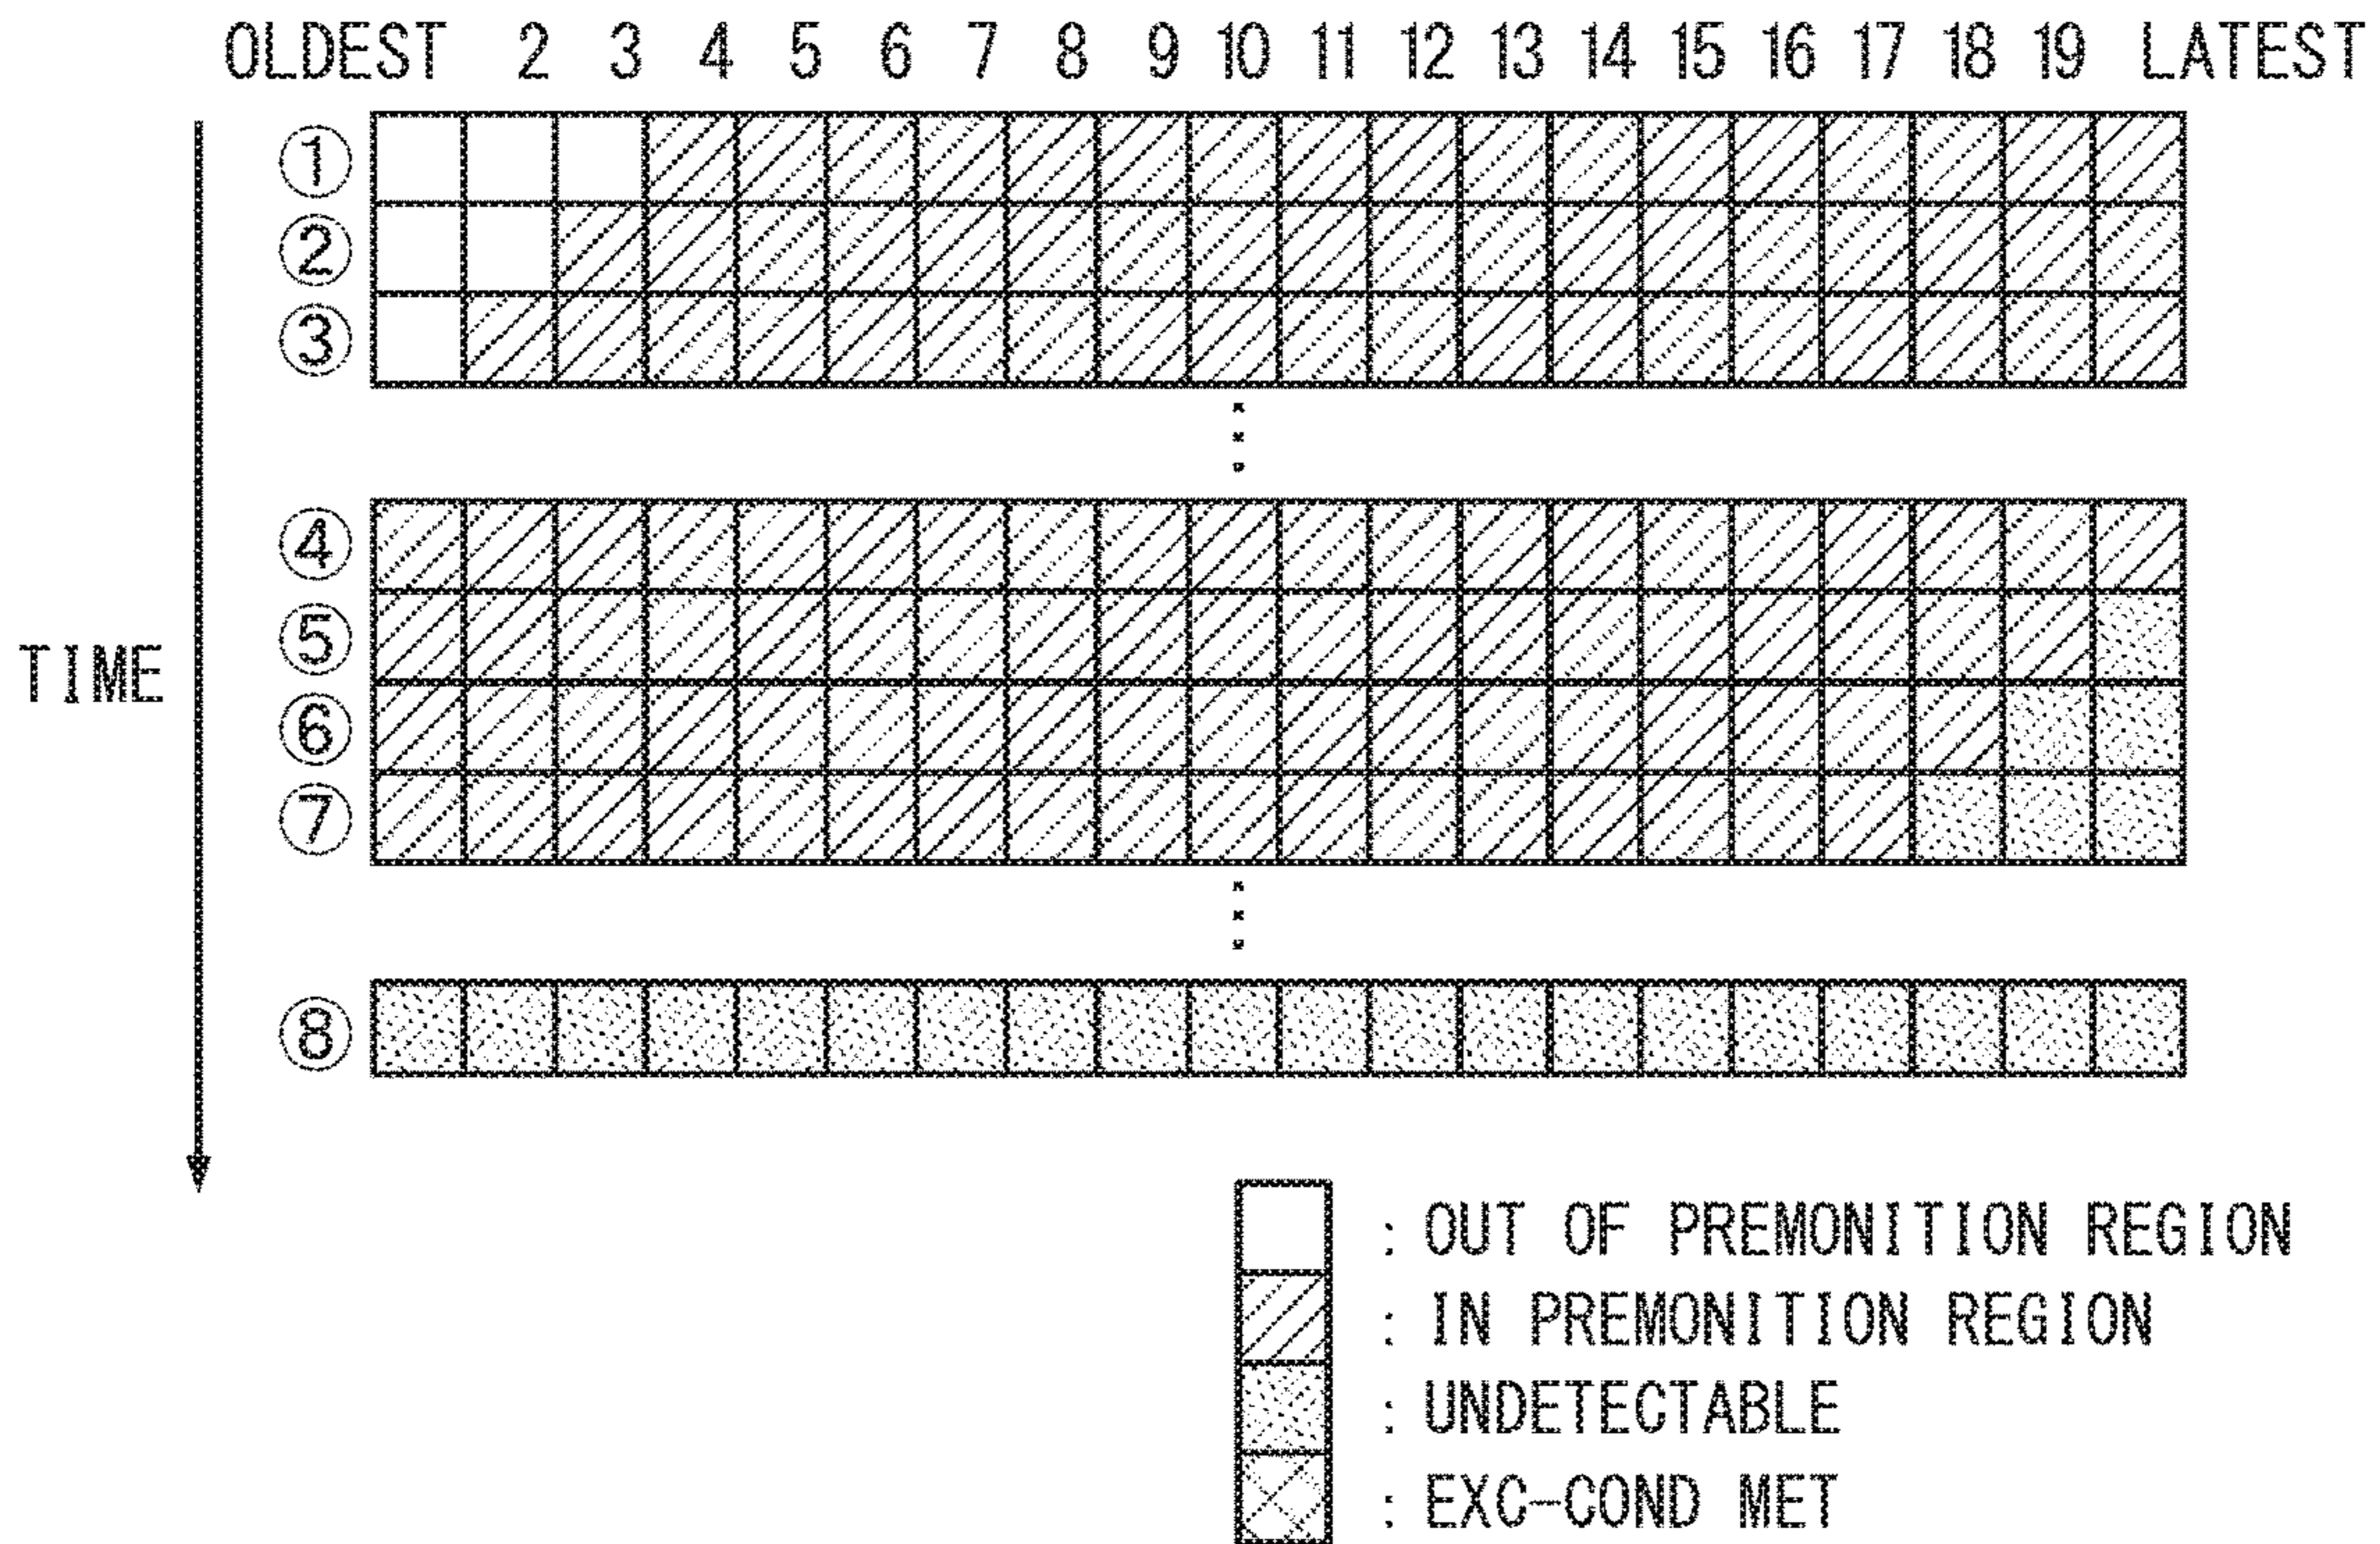 OLDEST 2 3 4 5 6 7 8 9 10 11 12 13 14 15 16 17 18 19 LATEST
①
②
③
④
⑤
TIME
⑥
⑦
⑧
: OUT OF PREMONITION REGION
: IN PREMONITION REGION
: UNDETECTABLE
: EXC-COND MET